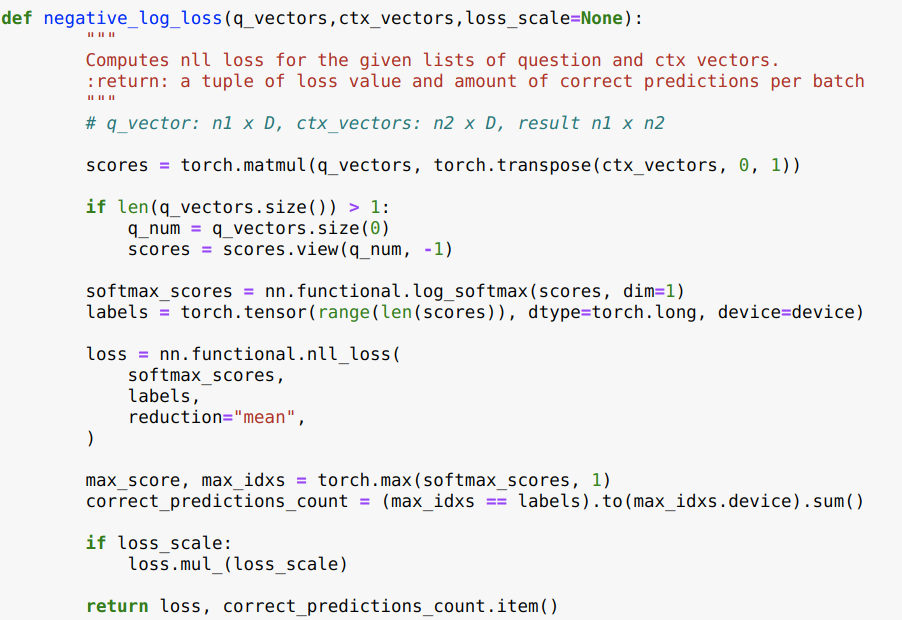 def negative_log_loss(q_vectors,ctx_vectors,loss_scale=None):
        """
        Computes nll loss for the given lists of question and ctx vectors.
        :return: a tuple of loss value and amount of correct predictions per batch
        """
        # q_vector: n1 x D, ctx_vectors: n2 x D, result n1 x n2
        scores = torch.matmul(q_vectors, torch.transpose(ctx_vectors, 0, 1))
        if len(q_vectors.size()) > 1:
            q_num = q_vectors.size(0)
            scores = scores.view(q_num, -1)
        softmax_scores = nn.functional.log_softmax(scores, dim=1)
        labels = torch.tensor(range(len(scores)), dtype=torch.long, device=device)
        loss = nn.functional.nll_loss(
            softmax_scores,
            labels,
            reduction="mean",
        )
        max_score, max_idxs = torch.max(softmax_scores, 1)
        correct_predictions_count = (max_idxs == labels).to(max_idxs.device).sum()
        if loss_scale:
            loss.mul_(loss_scale)
        return loss, correct_predictions_count.item()